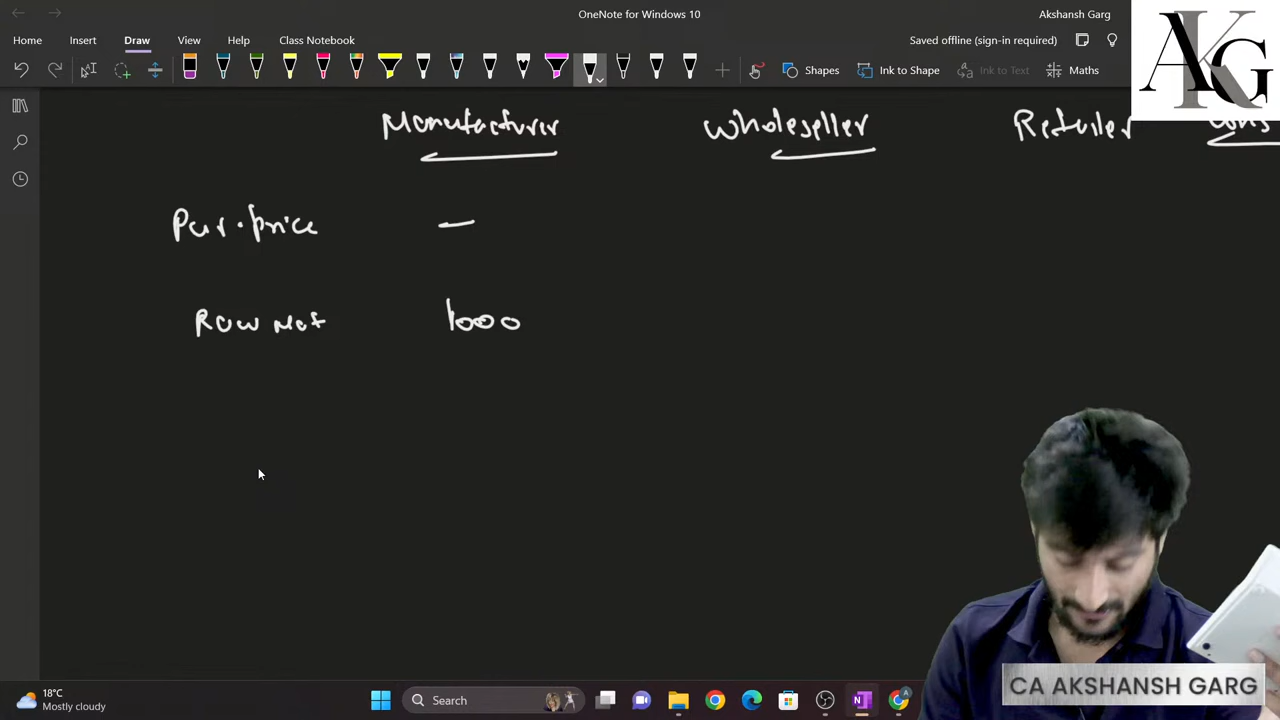 OneNote for Windows 10
Akshansh Garg
Home Insert Draw View Help Class Notebook
Saved offline (sign-in required)
Shapes Ink to Shape Ink to Text Maths
AKG
Manufacturer Wholeseller Retailer Cons
Pur. price —
Raw Mat 1000
CA AKSHANSH GARG
18°C
Mostly cloudy
Search